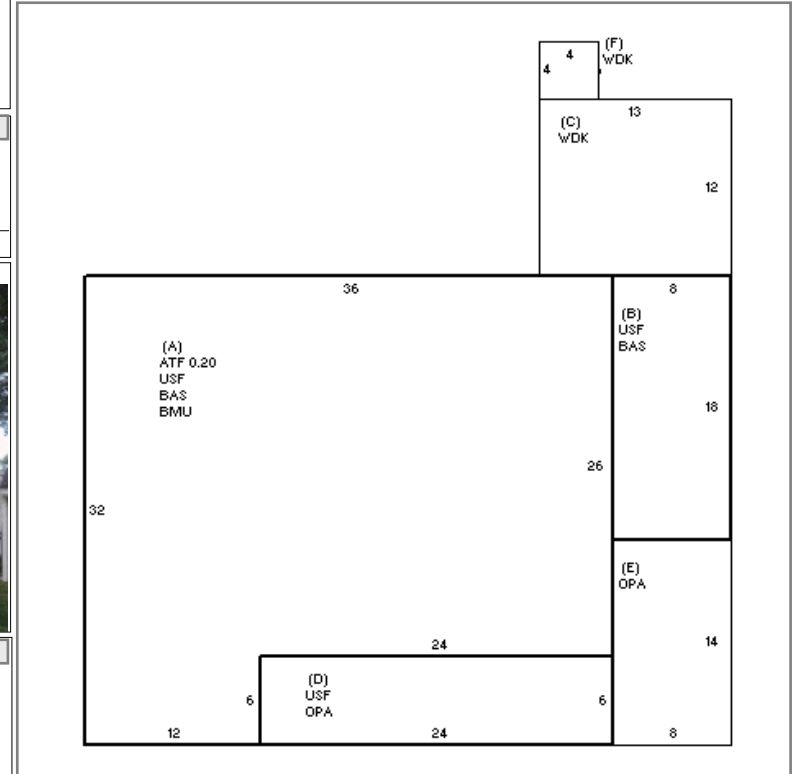 4
(F)
4
WDK
13
(C)
WDK
12
36
8
(B)
USF
BAS
(A)
ATF 0.20
USF
BAS
BMU
18
26
32
(E)
OPA
24
14
(D)
USF
OPA
6
6
12
24
8